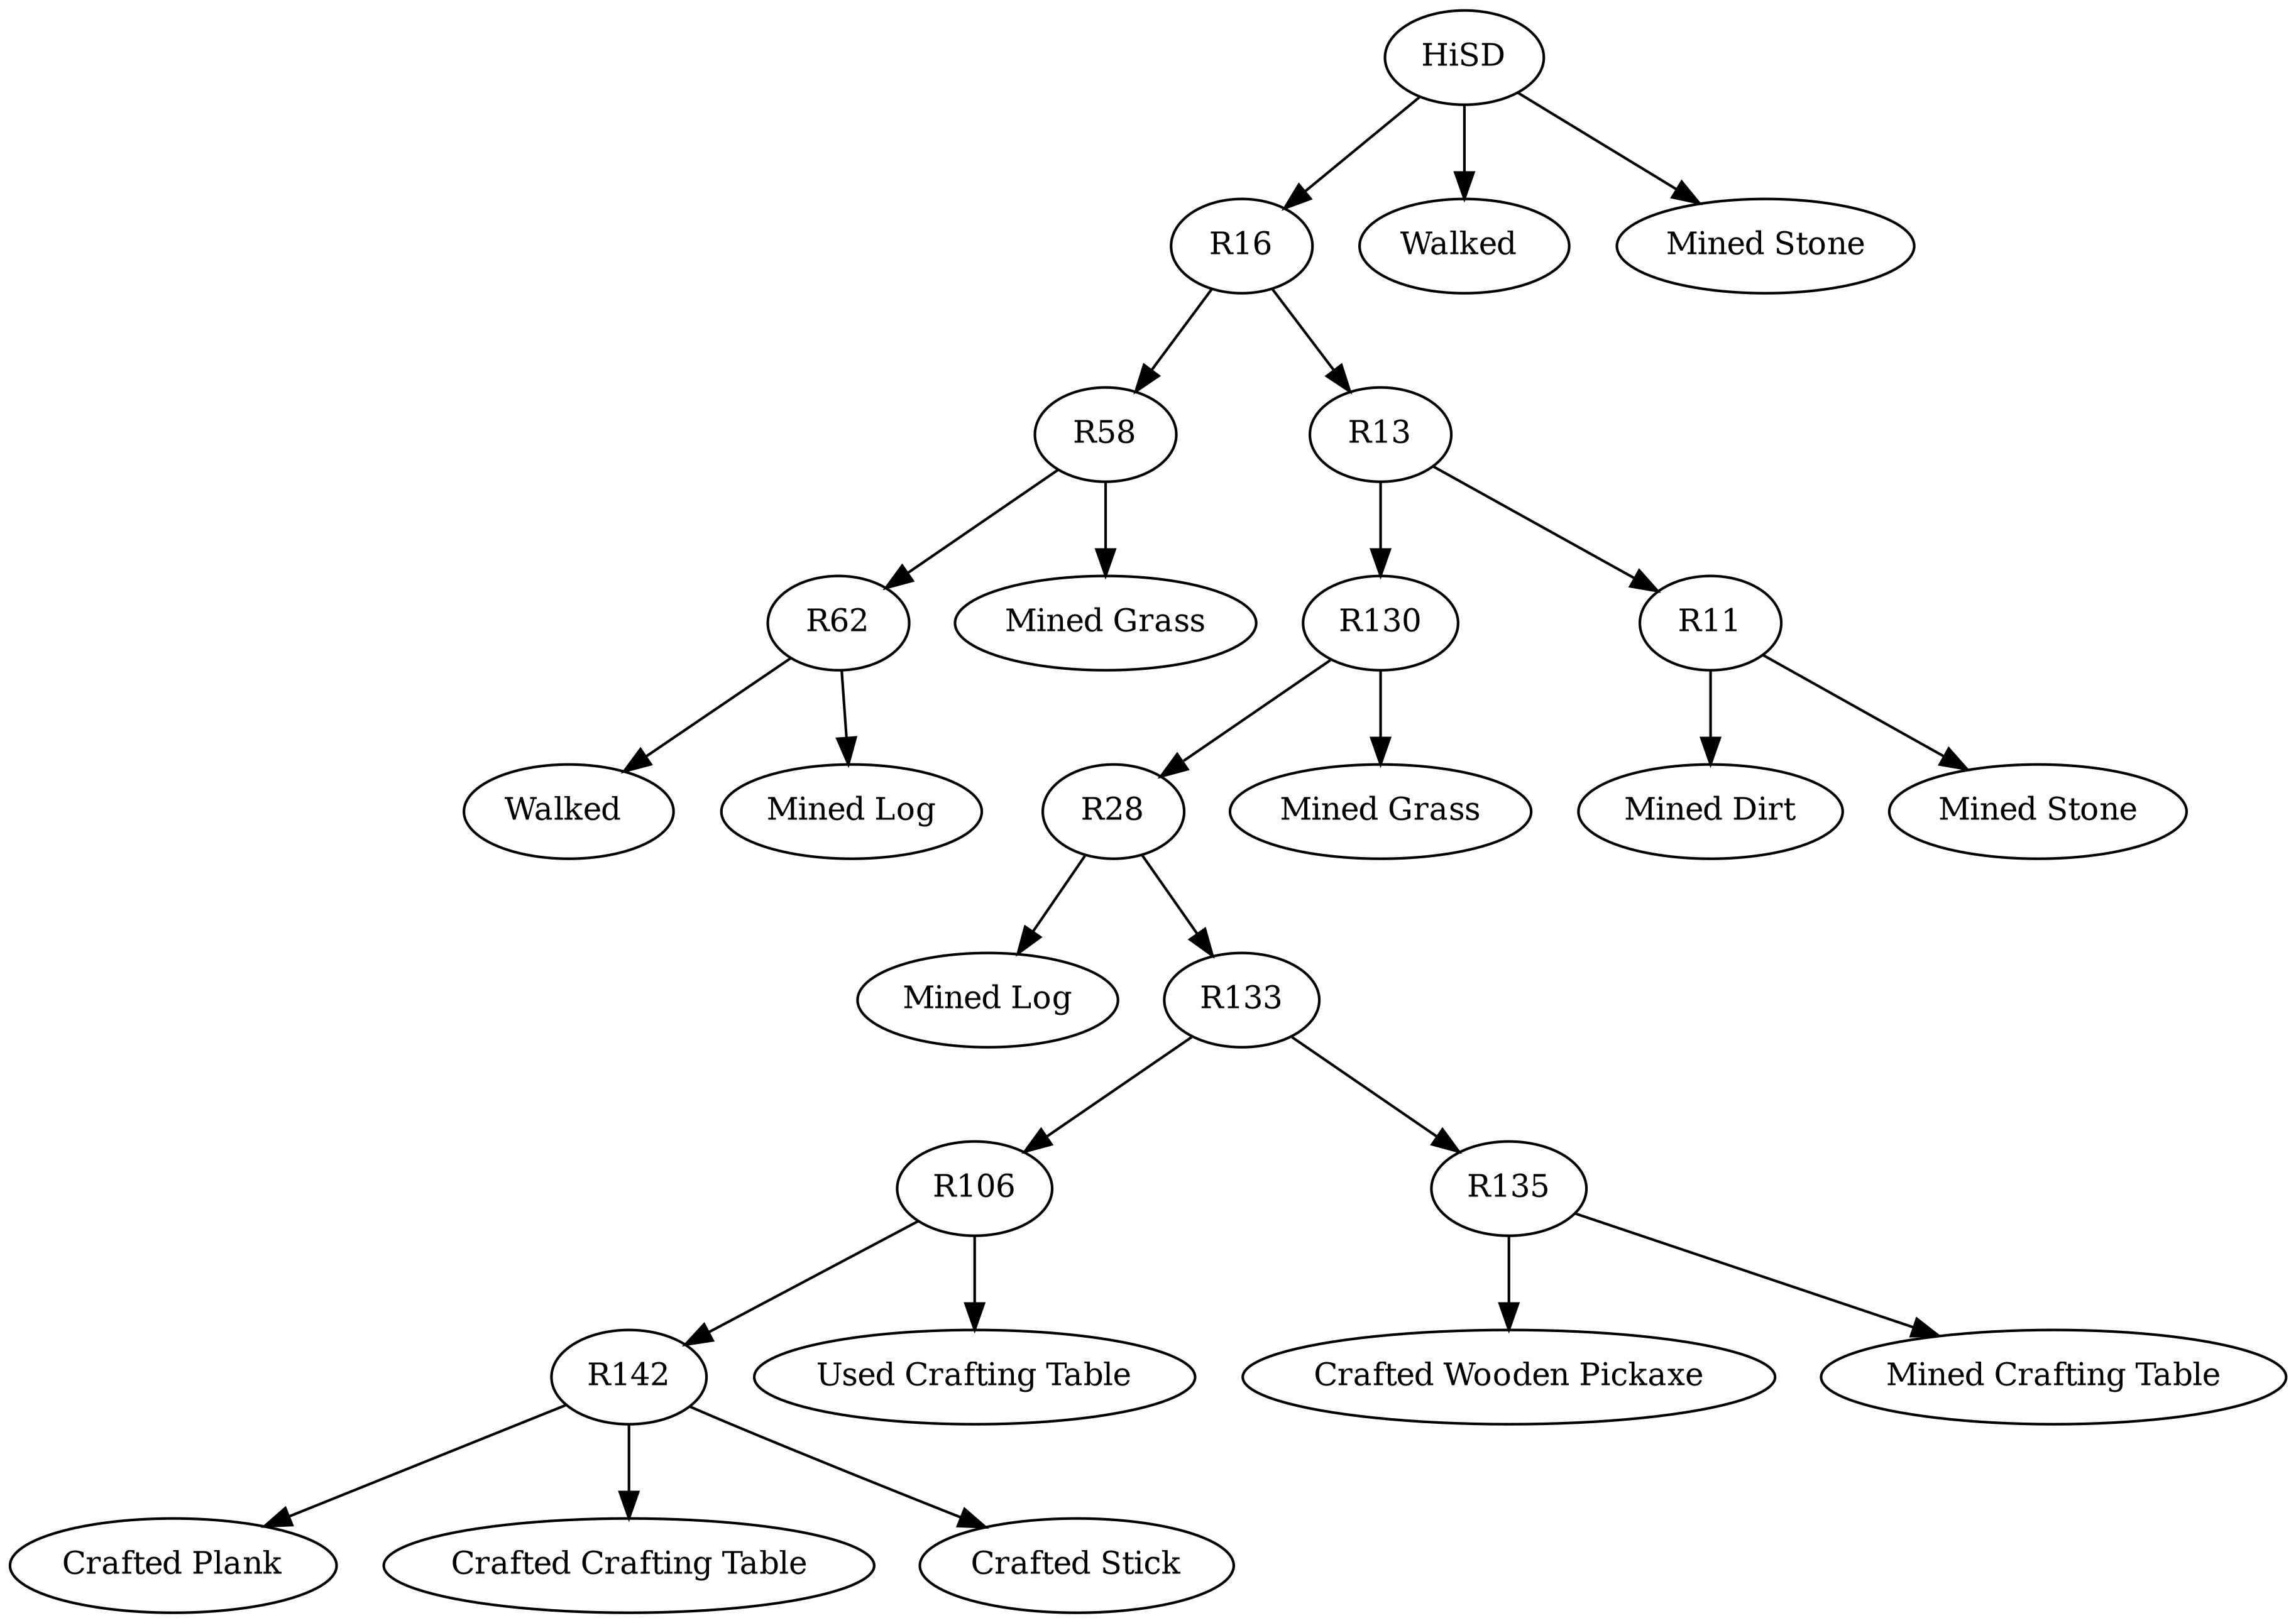 HiSD
R16
Walked
Mined Stone
R58
R13
R62
Mined Grass
R130
R11
Walked
Mined Log
R28
Mined Grass
Mined Dirt
Mined Stone
Mined Log
R133
R106
R135
R142
Used Crafting Table
Crafted Wooden Pickaxe
Mined Crafting Table
Crafted Plank
Crafted Crafting Table
Crafted Stick